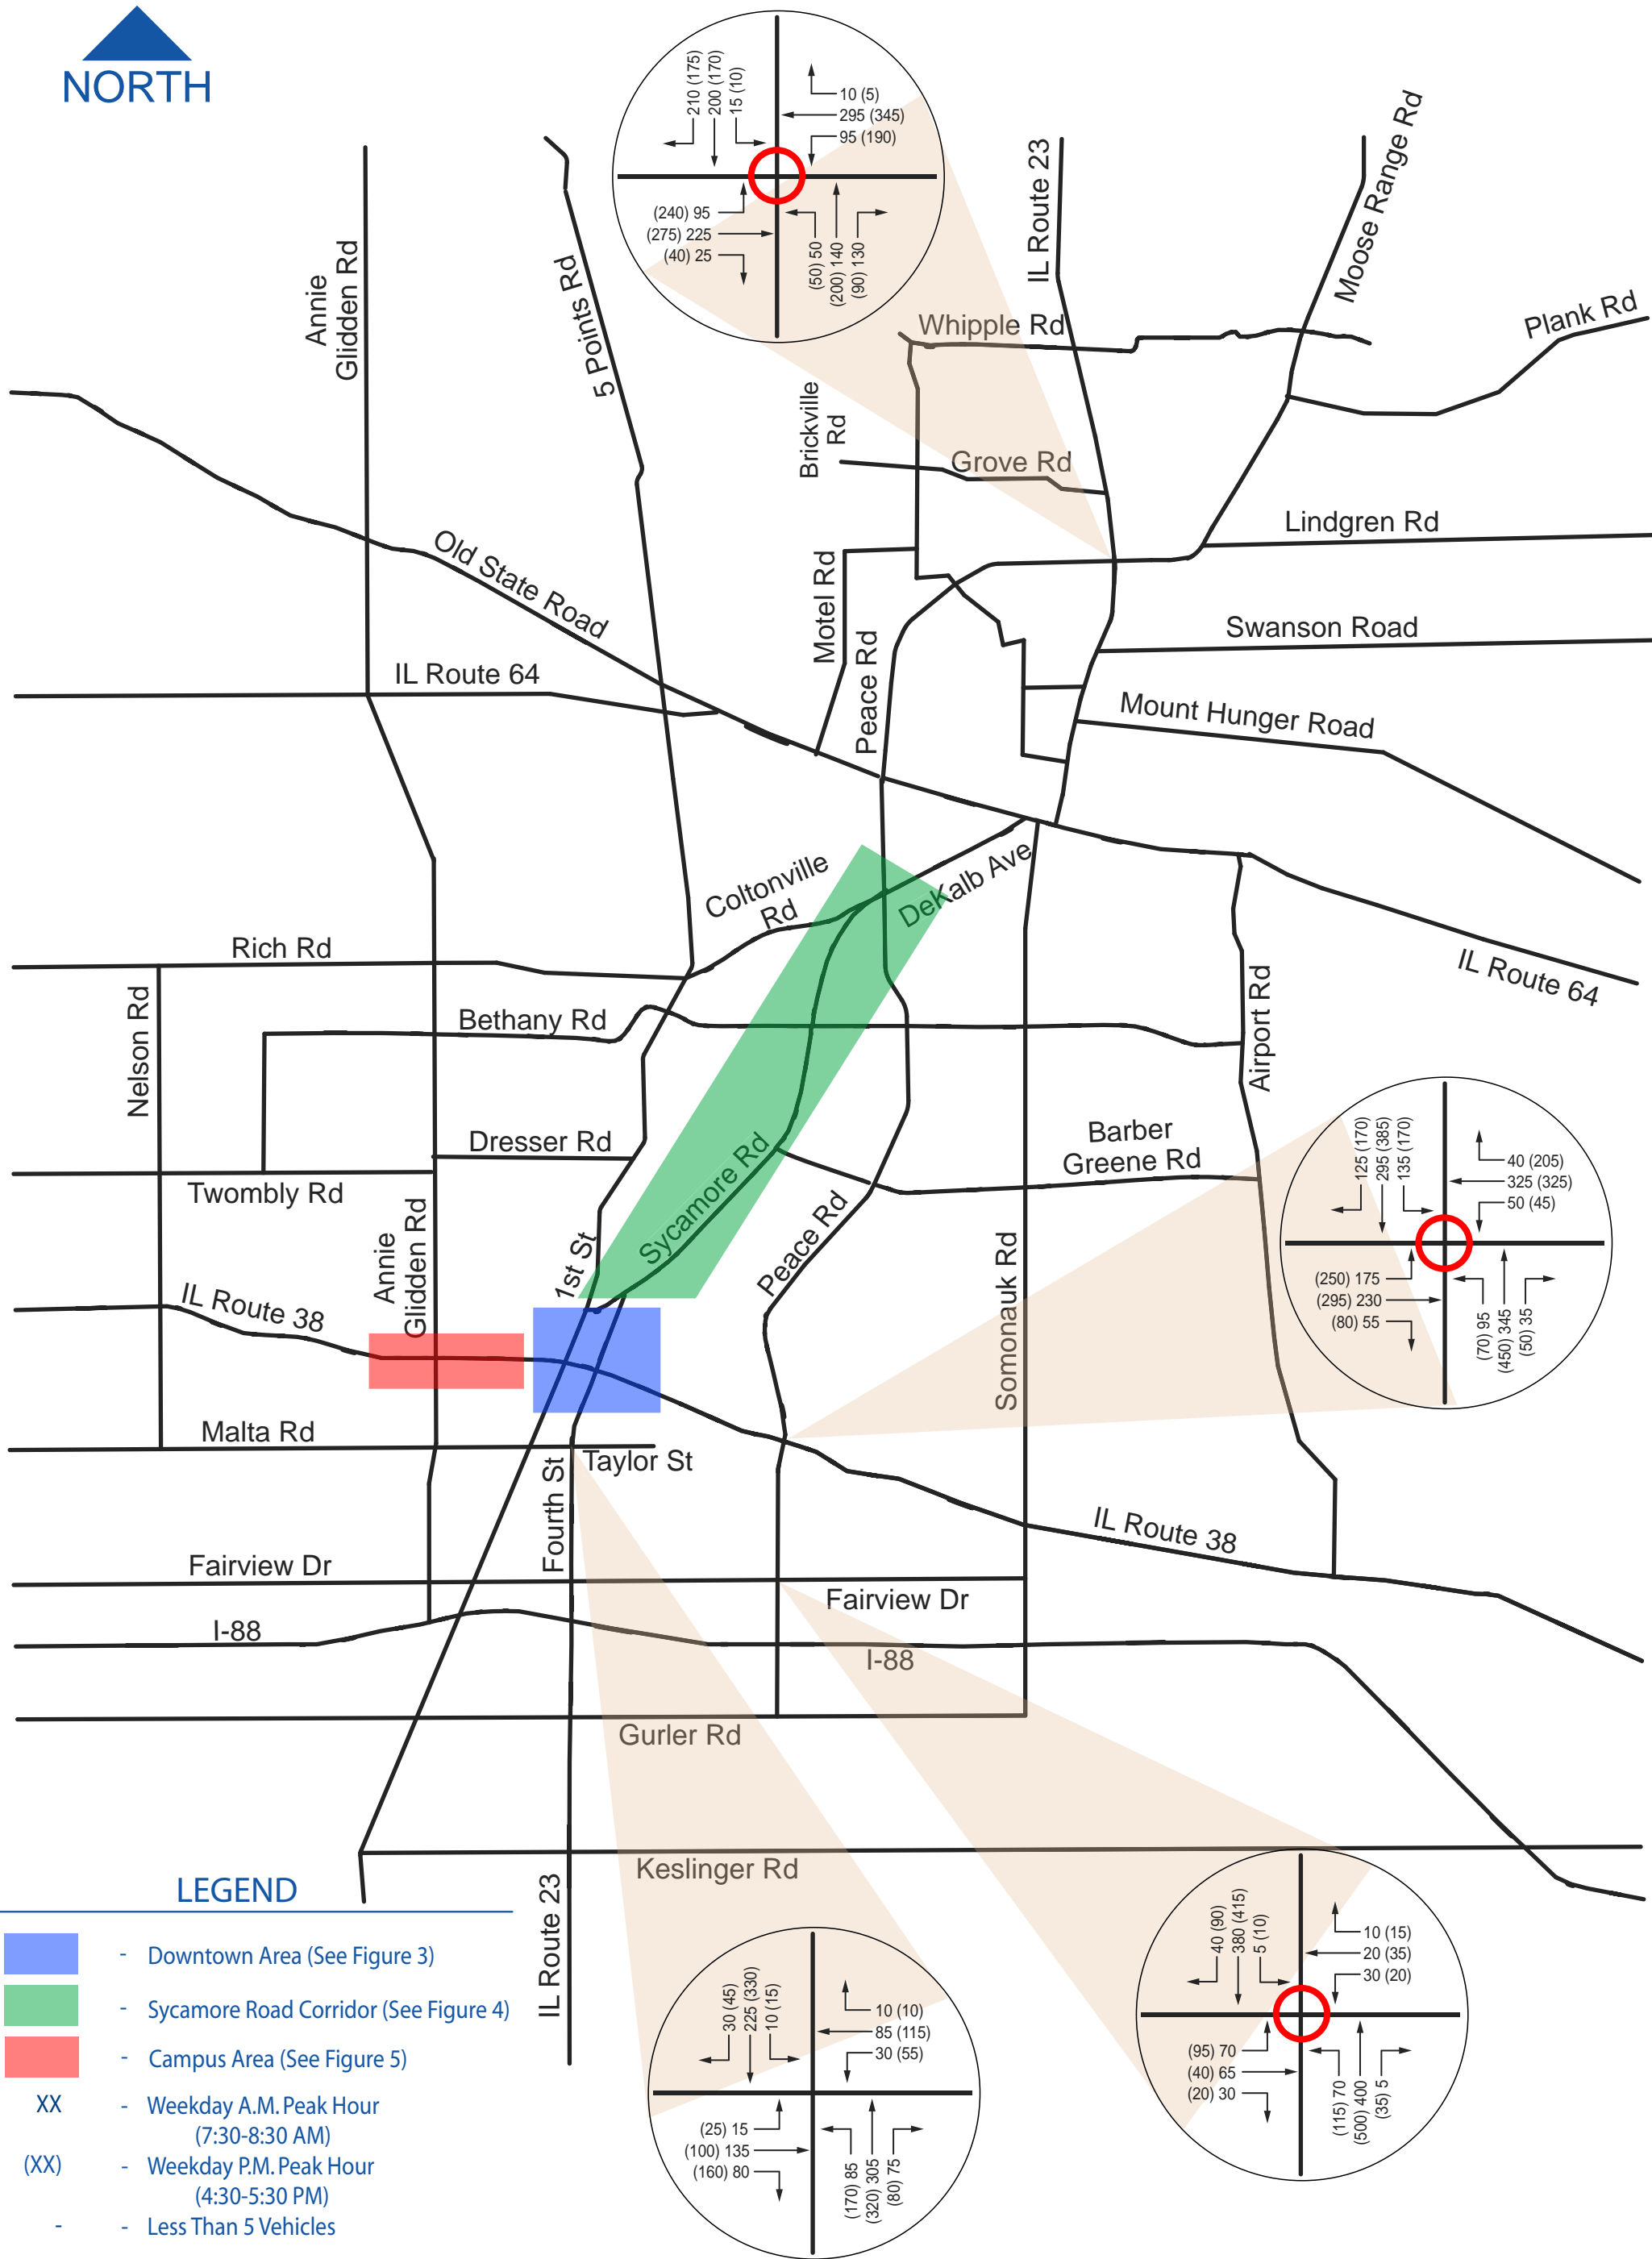 NORTH
210 (175)
200 (170)
15 (10)
10 (5)
295 (345)
95 (190)
(240) 95
(275) 225
(40) 25
(50) 50
(200) 140
(90) 130
IL Route 23
Moose Range Rd
Annie
Glidden Rd
5 Points Rd
Whipple Rd
Plank Rd
Brickville
Rd
Grove Rd
Lindgren Rd
Old State Road
Motel Rd
Swanson Road
IL Route 64
Peace Rd
Mount Hunger Road
Coltonville
Rd
DeKalb Ave
Rich Rd
IL Route 64
Nelson Rd
Bethany Rd
Airport Rd
Dresser Rd
Barber
Greene Rd
Twombly Rd
Sycamore Rd
125 (170)
295 (385)
135 (170)
40 (205)
325 (325)
50 (45)
(250) 175
(295) 230
(80) 55
(70) 95
(450) 345
(50) 35
Annie
Glidden Rd
1st St
Peace Rd
Somonauk Rd
IL Route 38
Malta Rd
Taylor St
Fourth St
IL Route 38
Fairview Dr
Fairview Dr
I-88
I-88
Gurler Rd
Keslinger Rd
IL Route 23
30 (45)
225 (330)
10 (15)
10 (10)
85 (115)
30 (55)
(25) 15
(100) 135
(160) 80
(170) 85
(320) 305
(80) 75
40 (90)
380 (415)
5 (10)
10 (15)
20 (35)
30 (20)
(95) 70
(40) 65
(20) 30
(115) 70
(500) 400
(35) 5
LEGEND
- Downtown Area (See Figure 3)
- Sycamore Road Corridor (See Figure 4)
- Campus Area (See Figure 5)
XX - Weekday A.M. Peak Hour
(7:30-8:30 AM)
(XX) - Weekday P.M. Peak Hour
(4:30-5:30 PM)
- - Less Than 5 Vehicles